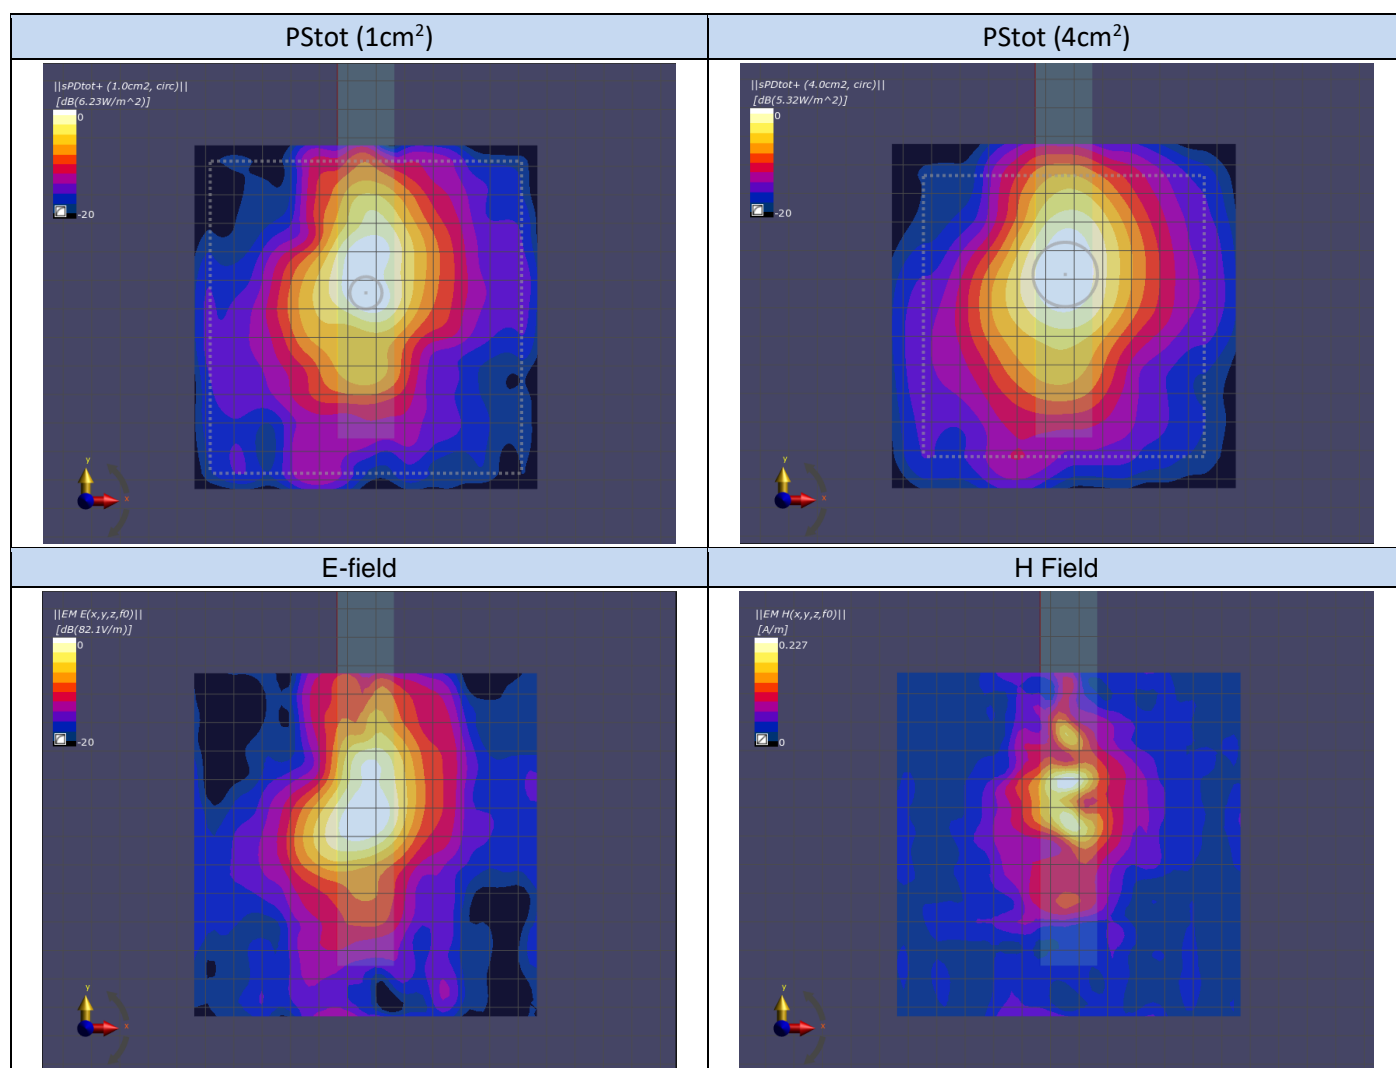 PStot (1cm²)
PStot (4cm²)
||sPDtot+ (1.0cm2, circ)||
[dB(6.23W/m^2)]
0
-20
y
x
||sPDtot+ (4.0cm2, circ)||
[dB(5.32W/m^2)]
0
-20
y
x
E-field
H Field
||EM E(x,y,z,f0)||
[dB(82.1V/m)]
0
-20
y
x
||EM H(x,y,z,f0)||
[A/m]
0.227
0
y
x